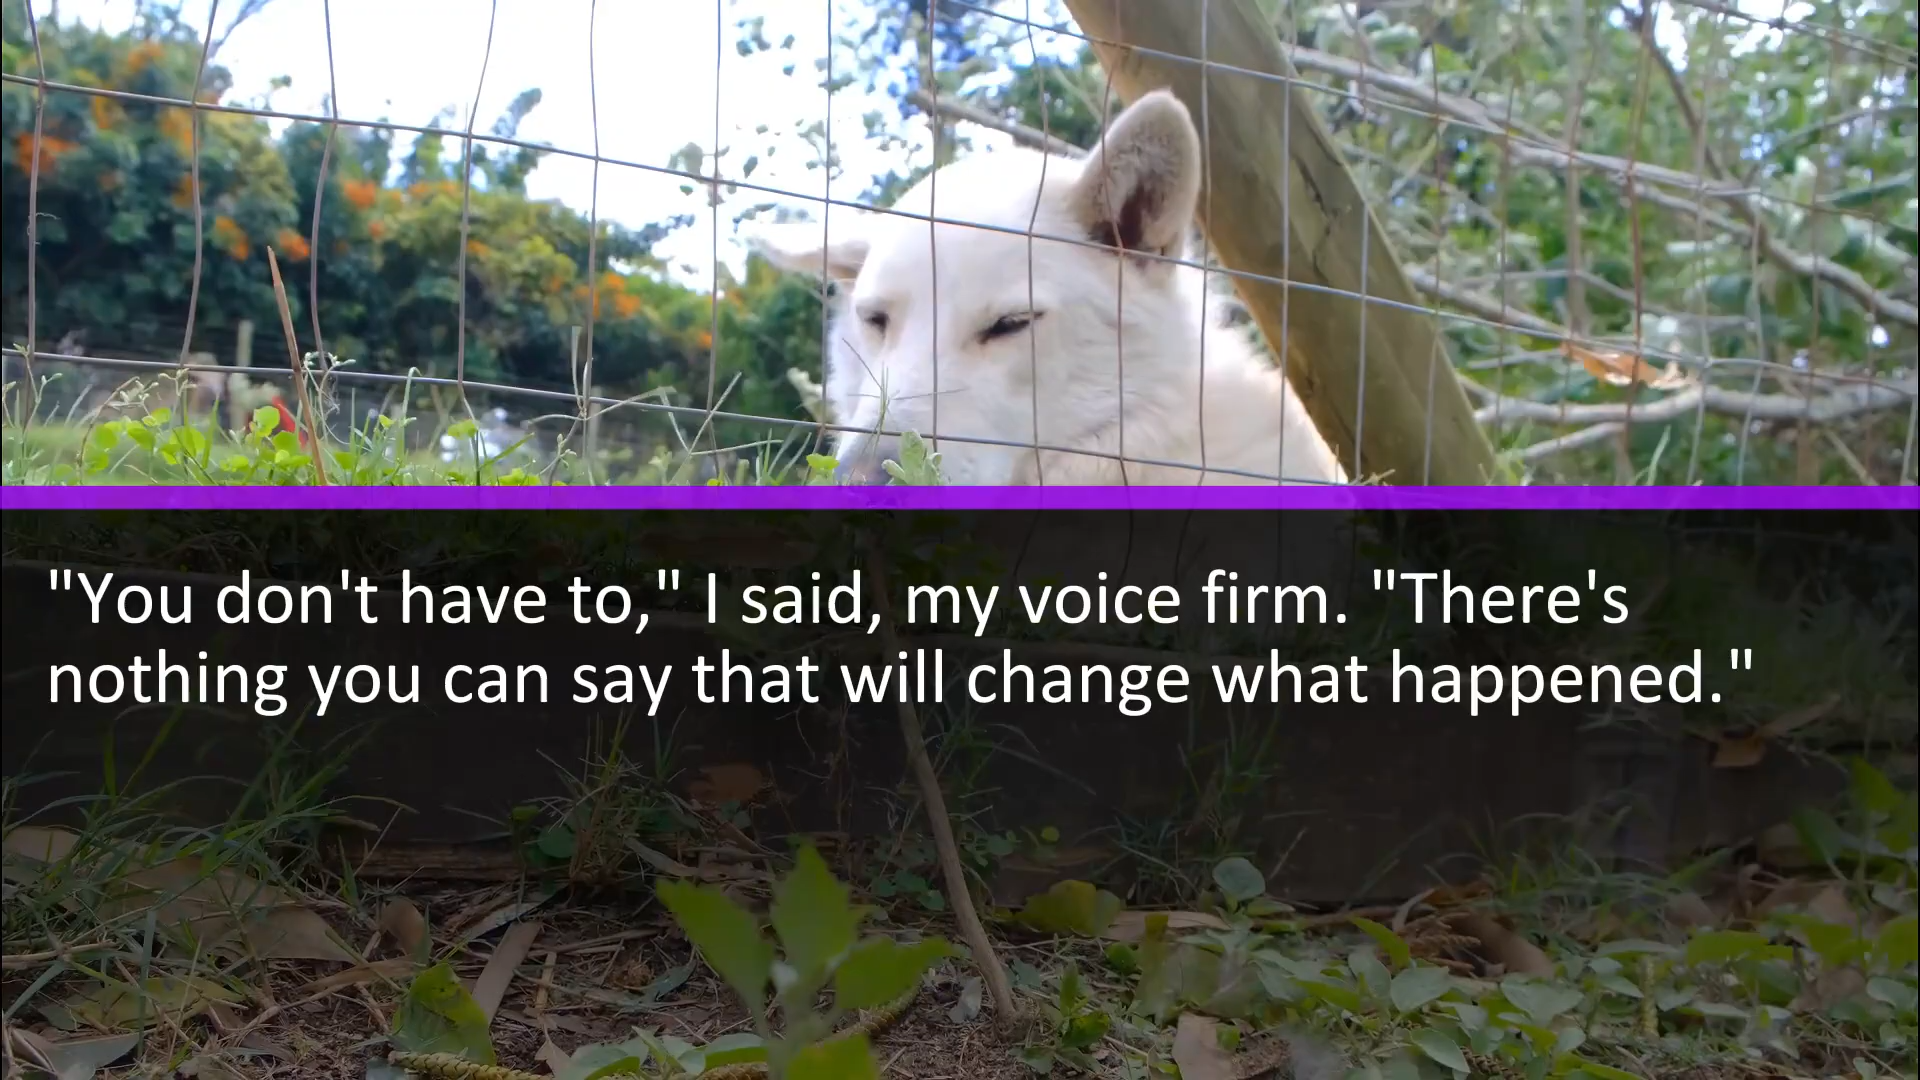 "You don't have to," I said, my voice firm. "There's
nothing you can say that will change what happened."